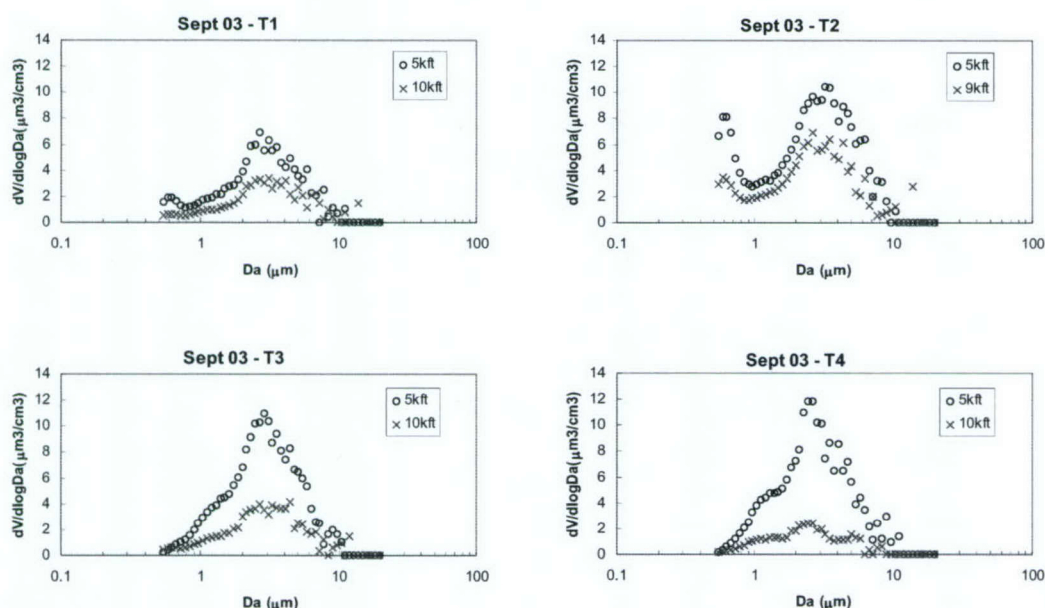 Sept 03 - T1
14
12
10
8
6
4
2
0
dV/dlogDa(μm3/cm3)
5kft
10kft
0.1
1
10
100
Da (μm)
Sept 03 - T2
14
12
10
8
6
4
2
0
dV/dlogDa(μm3/cm3)
5kft
9kft
0.1
1
10
100
Da (μm)
Sept 03 - T3
14
12
10
8
6
4
2
0
dV/dlogDa(μm3/cm3)
5kft
10kft
0.1
1
10
100
Da (μm)
Sept 03 - T4
14
12
10
8
6
4
2
0
dV/dlogDa(μm3/cm3)
5kft
10kft
0.1
1
10
100
Da (μm)